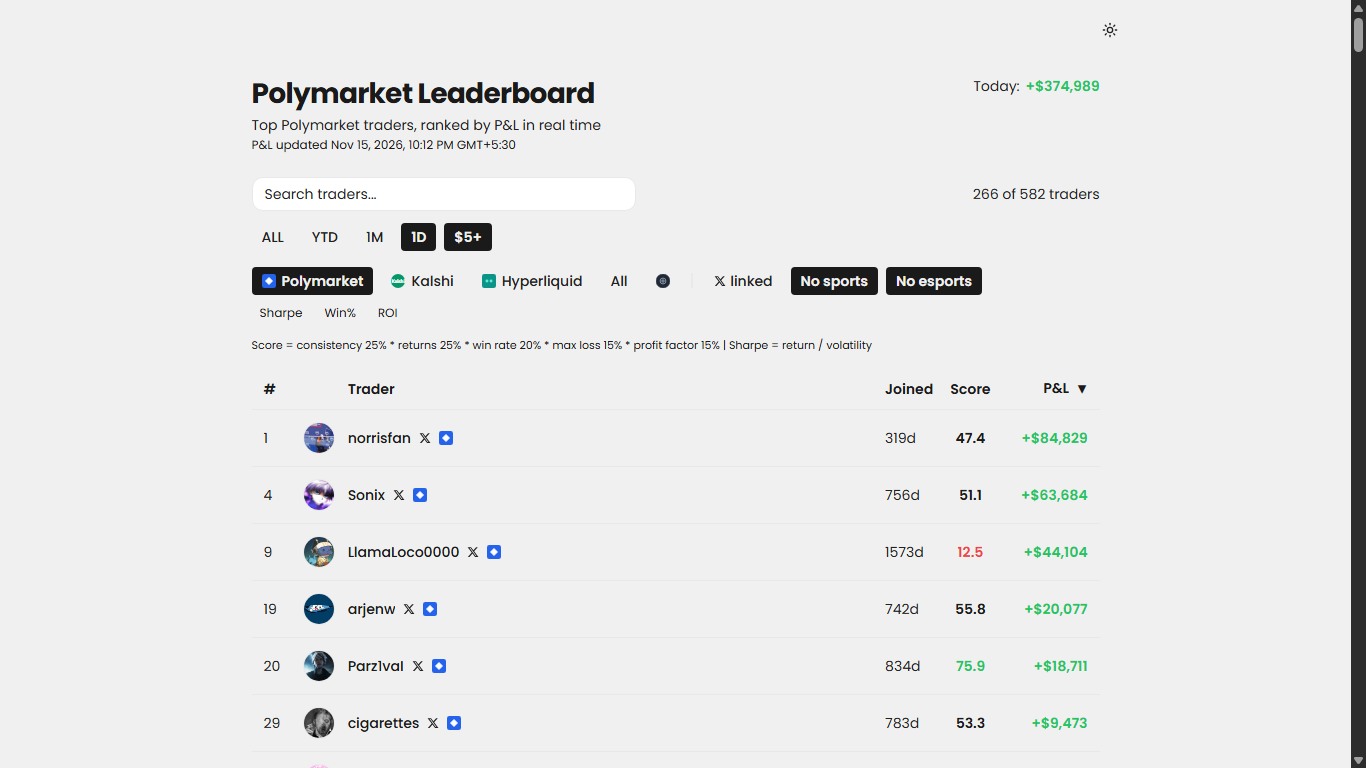 Polymarket Leaderboard
Today: +$374,989
Top Polymarket traders, ranked by P&L in real time
P&L updated Nov 15, 2026, 10:12 PM GMT+5:30
Search traders...
266 of 582 traders
ALL YTD 1M 1D $5+
Polymarket Kalshi Hyperliquid All X linked No sports No esports
Sharpe Win% ROI
Score = consistency 25% * returns 25% * win rate 20% * max loss 15% * profit factor 15% | Sharpe = return / volatility
# Trader Joined Score P&L ▼
1 norrisfan X 319d 47.4 +$84,829
4 Sonix X 756d 51.1 +$63,684
9 LlamaLoco0000 X 1573d 12.5 +$44,104
19 arjenw X 742d 55.8 +$20,077
20 Parz1val X 834d 75.9 +$18,711
29 cigarettes X 783d 53.3 +$9,473